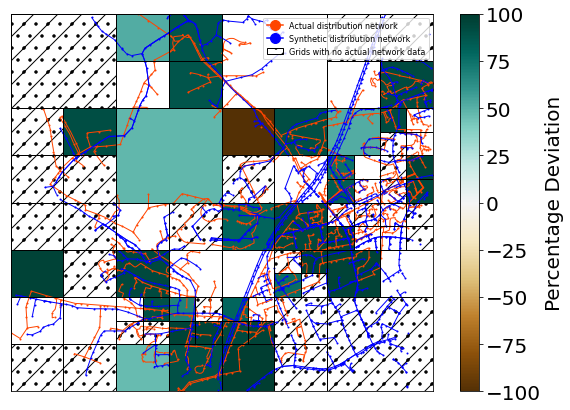 Actual distribution network
Synthetic distribution network
Grids with no actual network data
100
75
50
25
0
−25
−50
−75
−100
Percentage Deviation